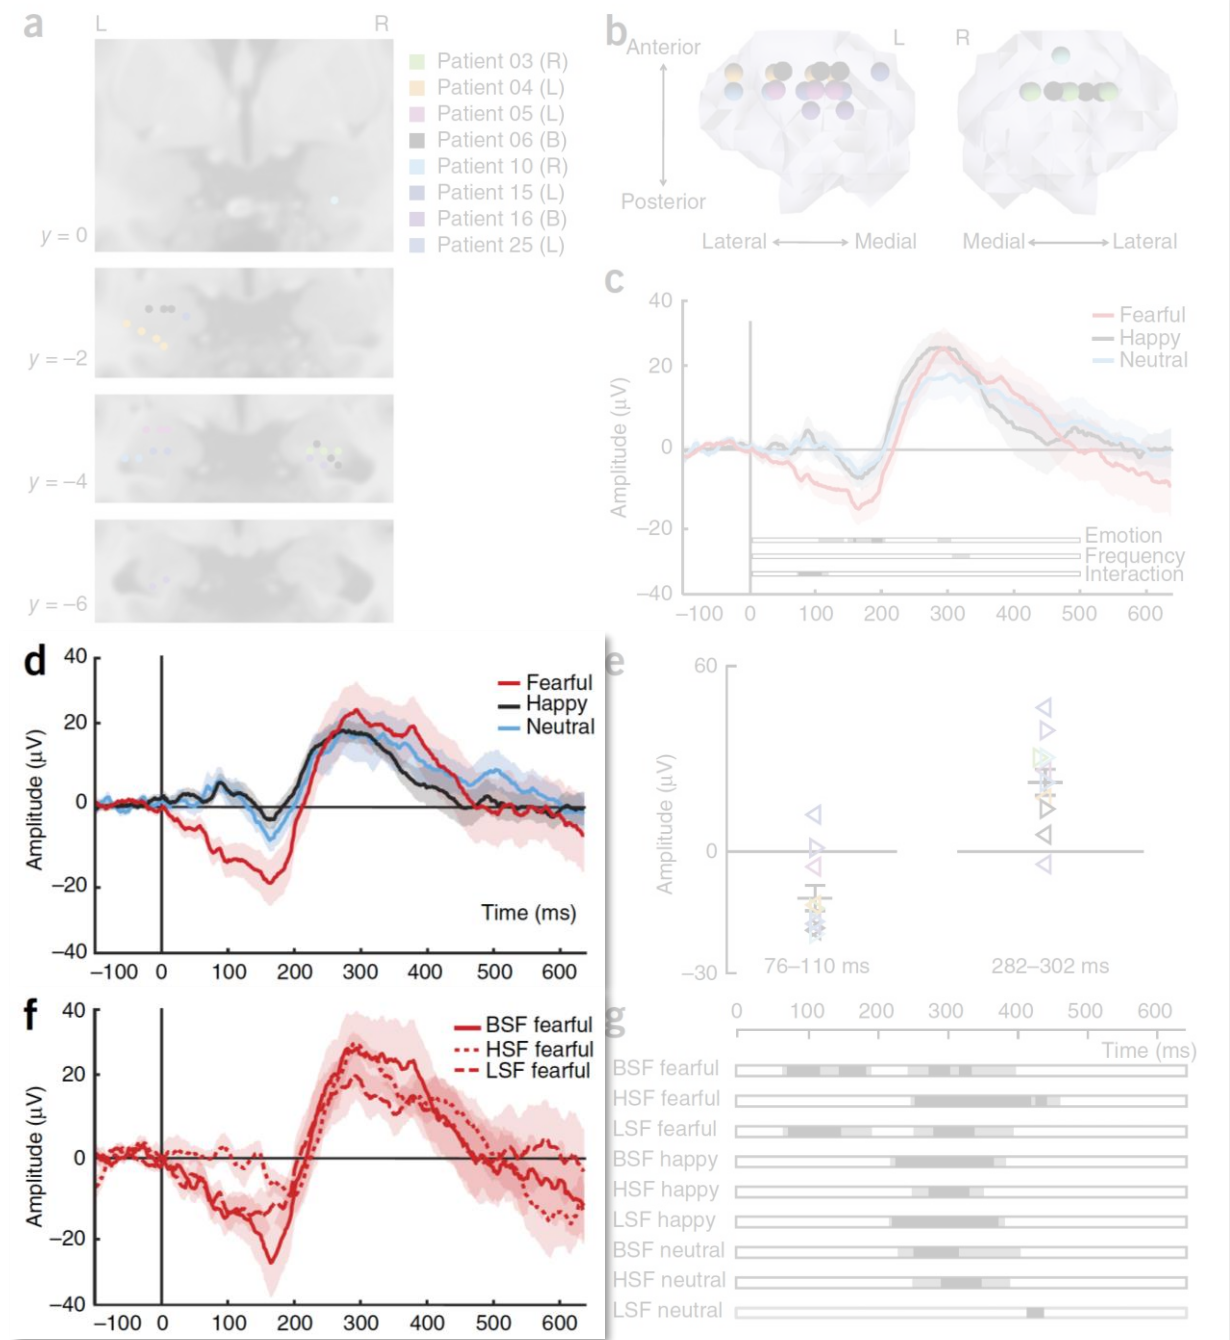 a
L R
Patient 03 (R)
Patient 04 (L)
Patient 05 (L)
Patient 06 (B)
Patient 10 (R)
Patient 15 (L)
Patient 16 (B)
Patient 25 (L)
y = 0
y = −2
y = −4
y = −6
b
Anterior
Posterior
L R
Lateral Medial Medial Lateral
c
Amplitude (µV)
40
20
0
−20
−40
Fearful
Happy
Neutral
Emotion
Frequency
Interaction
−100 0 100 200 300 400 500 600
d
Amplitude (µV)
40
20
0
−20
−40
Fearful
Happy
Neutral
Time (ms)
−100 0 100 200 300 400 500 600
e
Amplitude (µV)
60
0
−30
76–110 ms 282–302 ms
f
Amplitude (µV)
40
20
0
−20
−40
BSF fearful
HSF fearful
LSF fearful
−100 0 100 200 300 400 500 600
g
0 100 200 300 400 500 600
Time (ms)
BSF fearful
HSF fearful
LSF fearful
BSF happy
HSF happy
LSF happy
BSF neutral
HSF neutral
LSF neutral